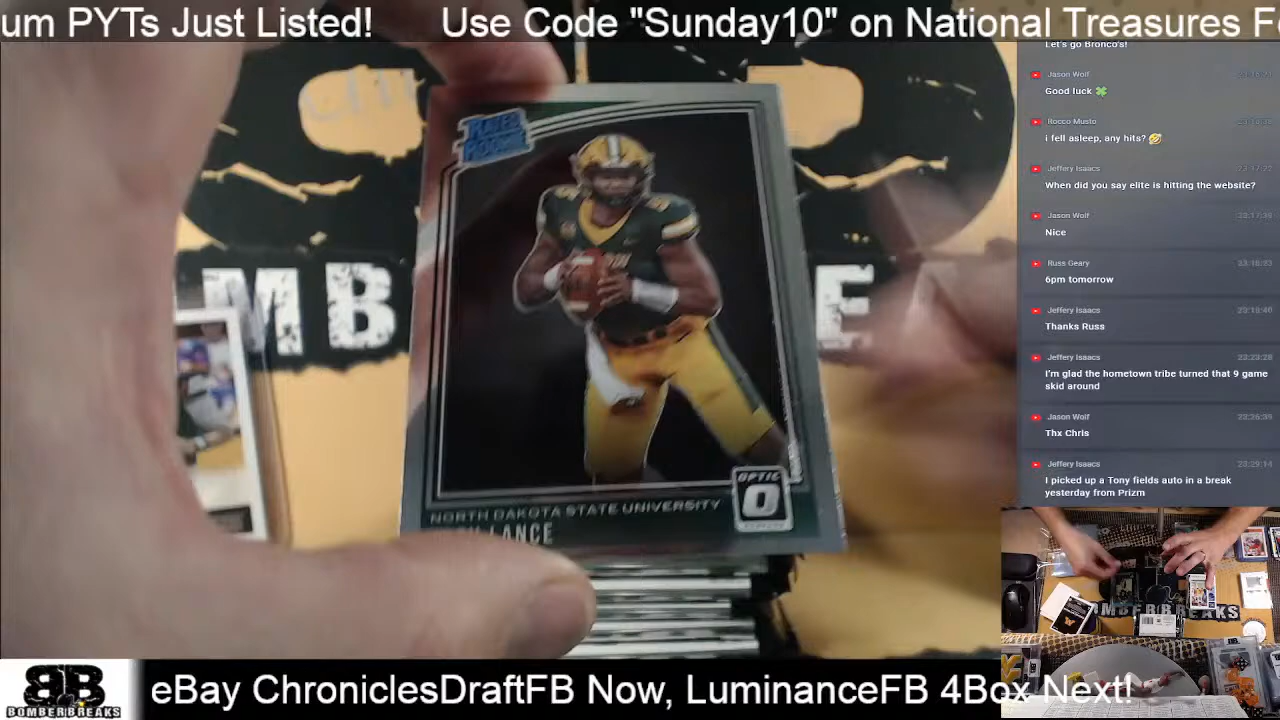 um PYTs Just Listed! Use Code "Sunday10" on National Treasures F
Let's go Bronco's!
Jason Wolf
Good luck 🍀
Rocco Musto
i fell asleep, any hits? 🤣
Jeffery Isaacs
When did you say elite is hitting the website?
Jason Wolf
Nice
Russ Geary
6pm tomorrow
Jeffery Isaacs
Thanks Russ
Jeffery Isaacs
I'm glad the hometown tribe turned that 9 game
skid around
Jason Wolf
Thx Chris
Jeffery Isaacs
I picked up a Tony fields auto in a break
yesterday from Prizm
RATED
ROOKIE
OPTIC
NORTH DAKOTA STATE UNIVERSITY
LANCE
MB
E
OMBERBREAKS
BOMBERBREAKS
eBay ChroniclesDraftFB Now, LuminanceFB 4Box Next!